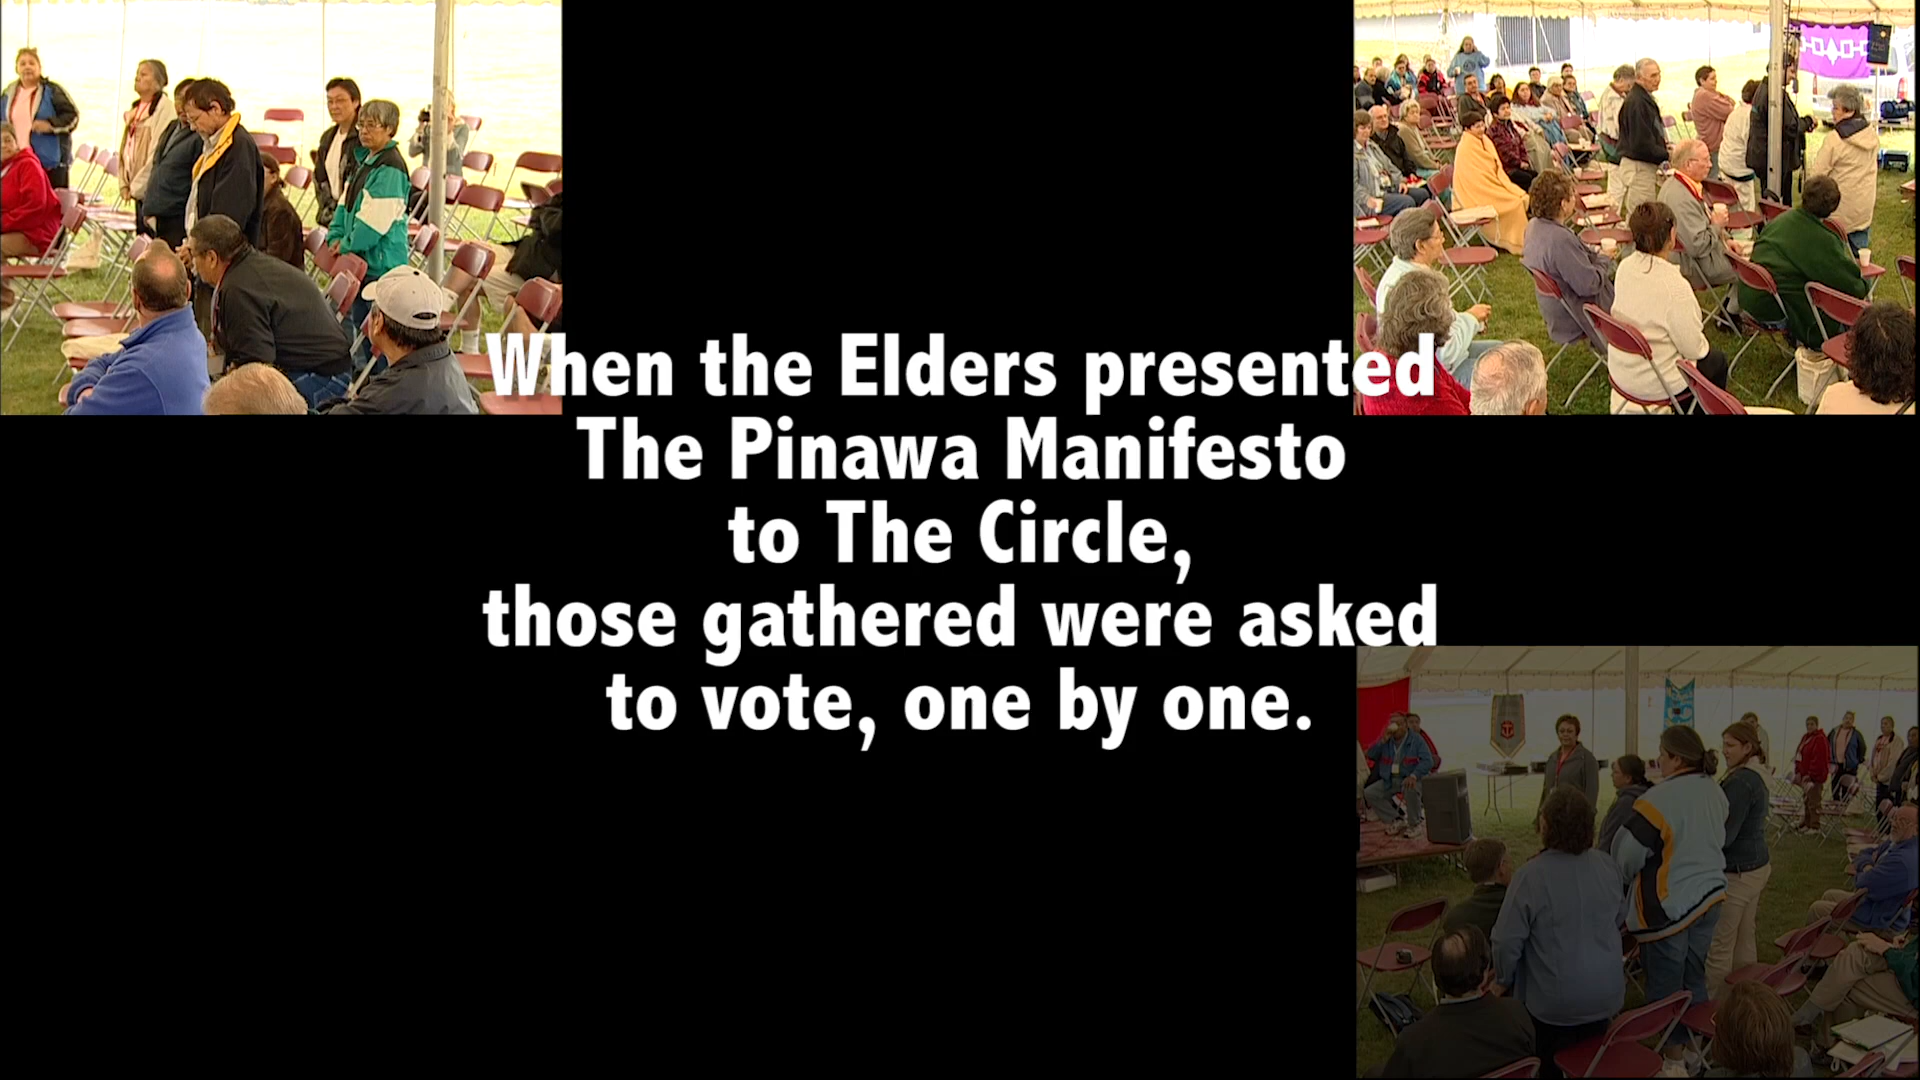 When the Elders presented
The Pinawa Manifesto
to The Circle,
those gathered were asked
to vote, one by one.